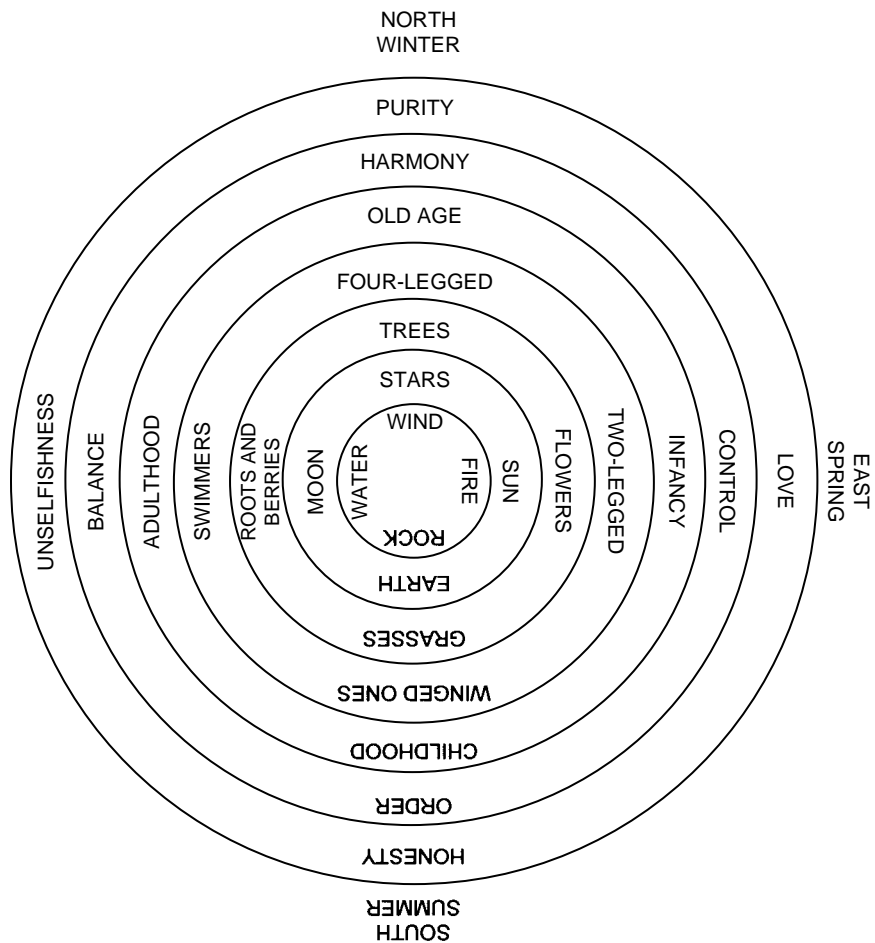 NORTH
WINTER
PURITY
HARMONY
OLD AGE
FOUR-LEGGED
TREES
STARS
WIND
UNSELFISHNESS
BALANCE
ADULTHOOD
SWIMMERS
ROOTS AND
BERRIES
MOON
WATER
FIRE
SUN
FLOWERS
TWO-LEGGED
INFANCY
CONTROL
LOVE
EAST
SPRING
ROCK
EARTH
GRASSES
WINGED ONES
CHILDHOOD
ORDER
HONESTY
SOUTH
SUMMER